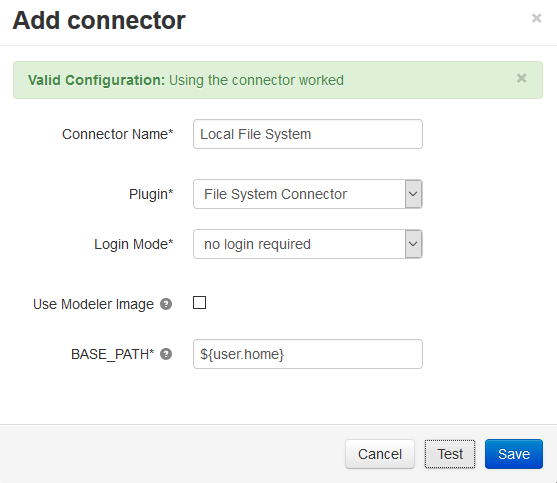 Add connector
Valid Configuration: Using the connector worked
Connector Name*
Local File System
Plugin*
File System Connector
Login Mode*
no login required
Use Modeler Image
BASE_PATH*
${user.home}
Cancel
Test
Save